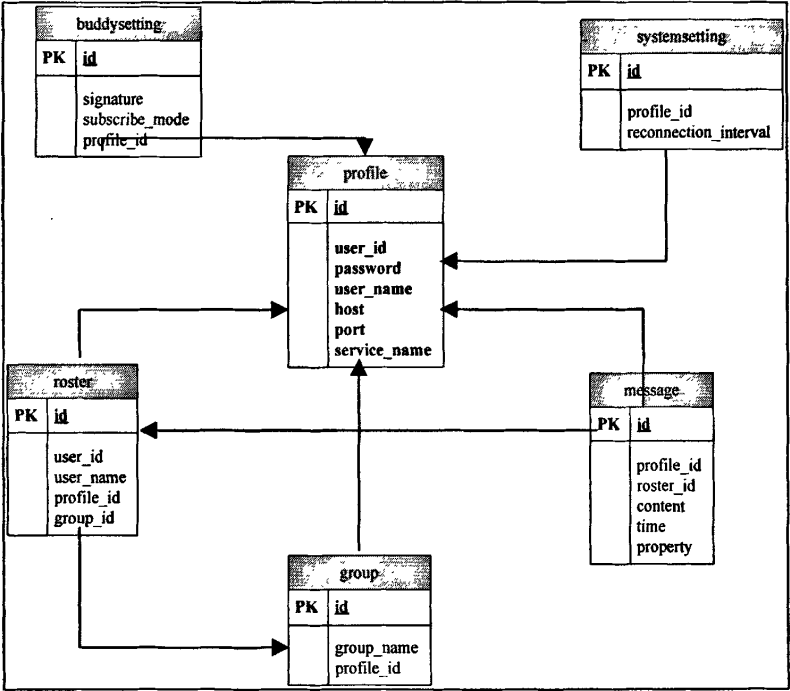 buddysetting
PK id
signature
subscribe_mode
profile_id
systemsetting
PK id
profile_id
reconnection_interval
profile
PK id
user_id
password
user_name
host
port
service_name
roster
PK id
user_id
user_name
profile_id
group_id
message
PK id
profile_id
roster_id
content
time
property
group
PK id
group_name
profile_id